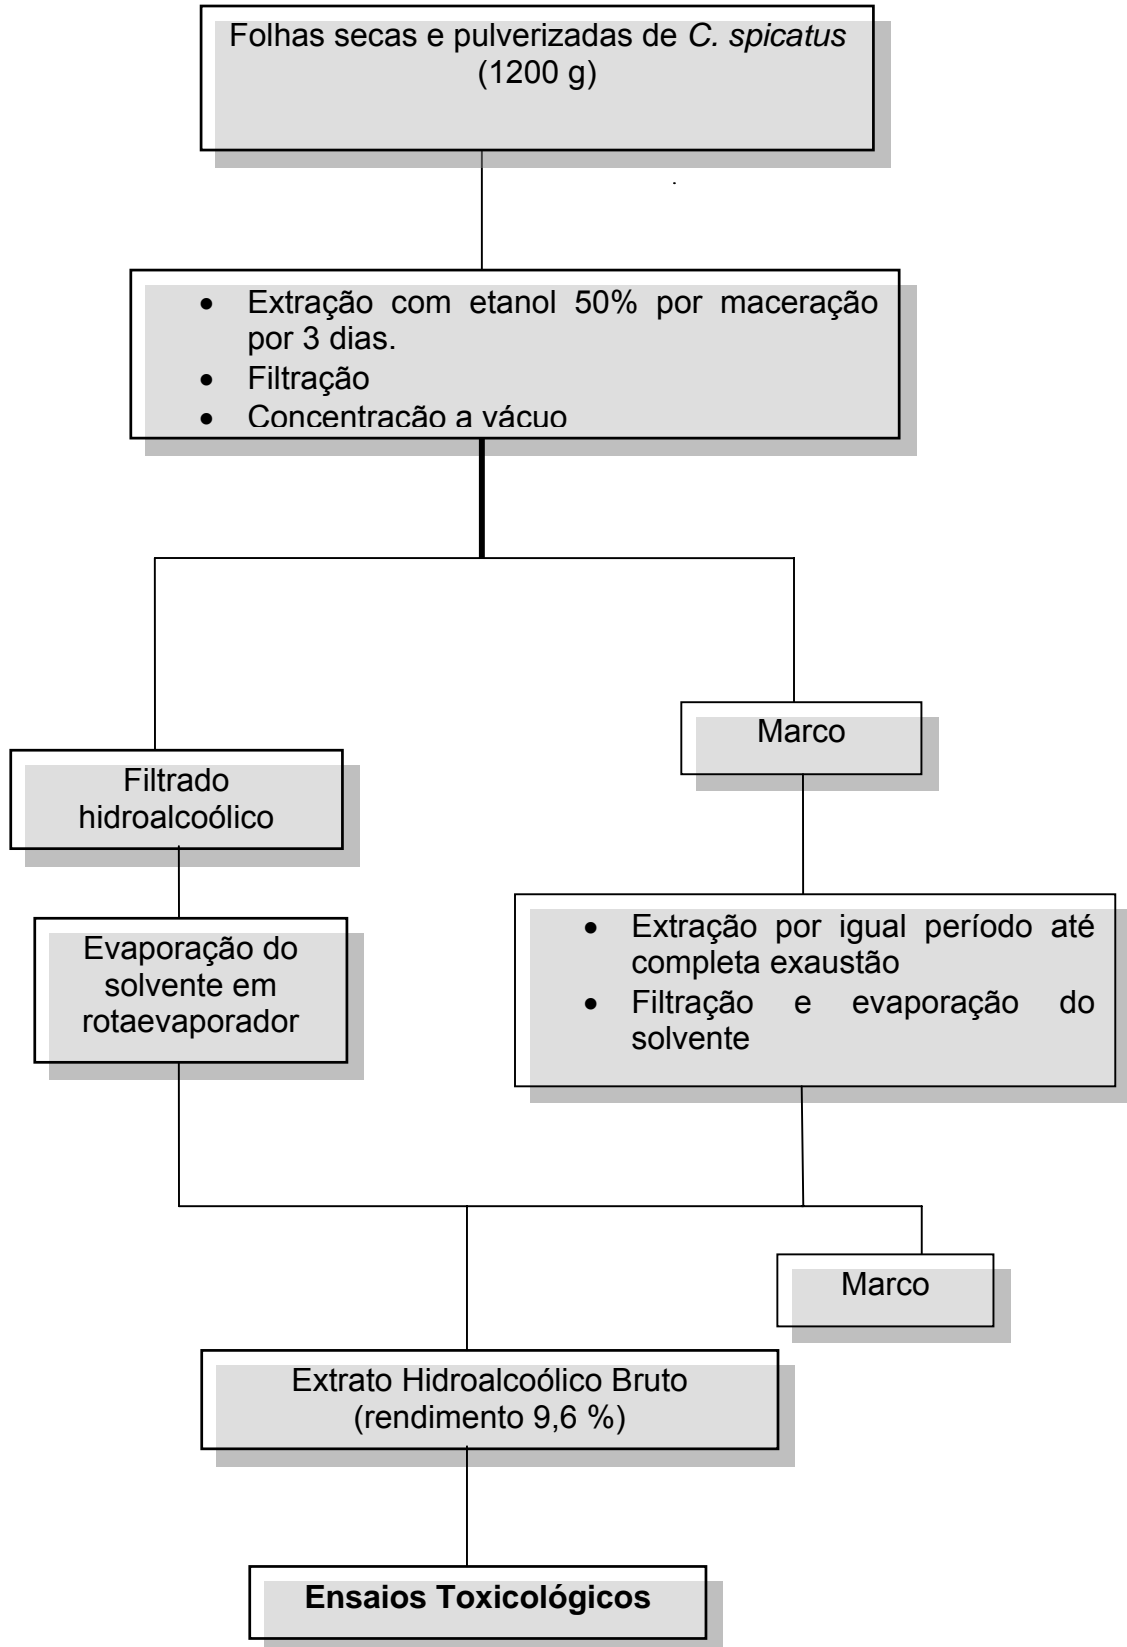 Folhas secas e pulverizadas de C. spicatus
(1200 g)
• Extração com etanol 50% por maceração
por 3 dias.
• Filtração
• Concentração a vácuo
Marco
Filtrado
hidroalcoólico
• Extração por igual período até
completa exaustão
• Filtração e evaporação do
solvente
Evaporação do
solvente em
rotaevaporador
Marco
Extrato Hidroalcoólico Bruto
(rendimento 9,6 %)
Ensaios Toxicológicos